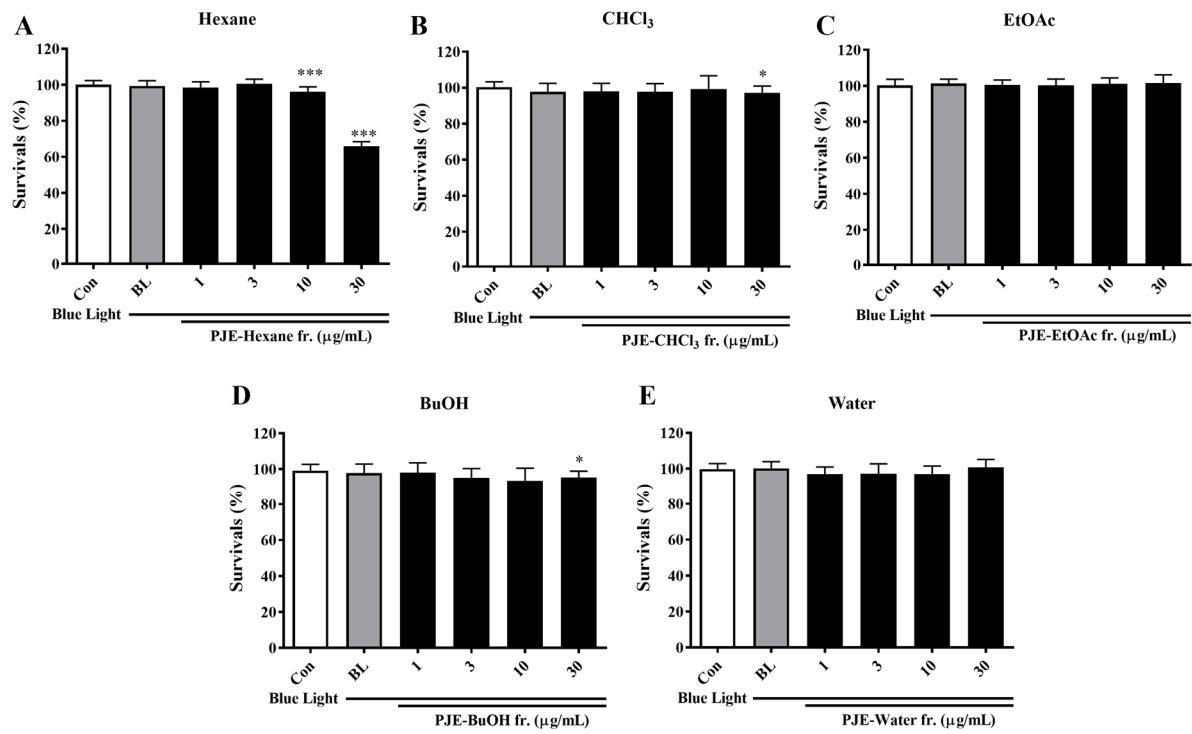 A
Hexane
Survivals (%)
120
100
80
60
40
20
0
***
***
Con
BL
1
3
10
30
Blue Light
PJE-Hexane fr. (μg/mL)
B
CHCl₃
Survivals (%)
120
100
80
60
40
20
0
*
Con
BL
1
3
10
30
Blue Light
PJE-CHCl₃ fr. (μg/mL)
C
EtOAc
Survivals (%)
120
100
80
60
40
20
0
Con
BL
1
3
10
30
Blue Light
PJE-EtOAc fr. (μg/mL)
D
BuOH
Survivals (%)
120
100
80
60
40
20
0
*
Con
BL
1
3
10
30
Blue Light
PJE-BuOH fr. (μg/mL)
E
Water
Survivals (%)
120
100
80
60
40
20
0
Con
BL
1
3
10
30
Blue Light
PJE-Water fr. (μg/mL)